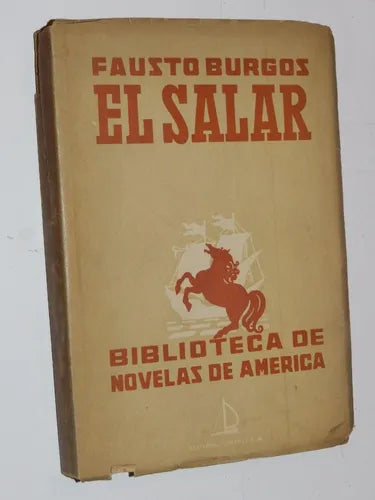 FAUSTO BURGOS
EL SALAR
BIBLIOTECA DE
NOVELAS DE AMERICA